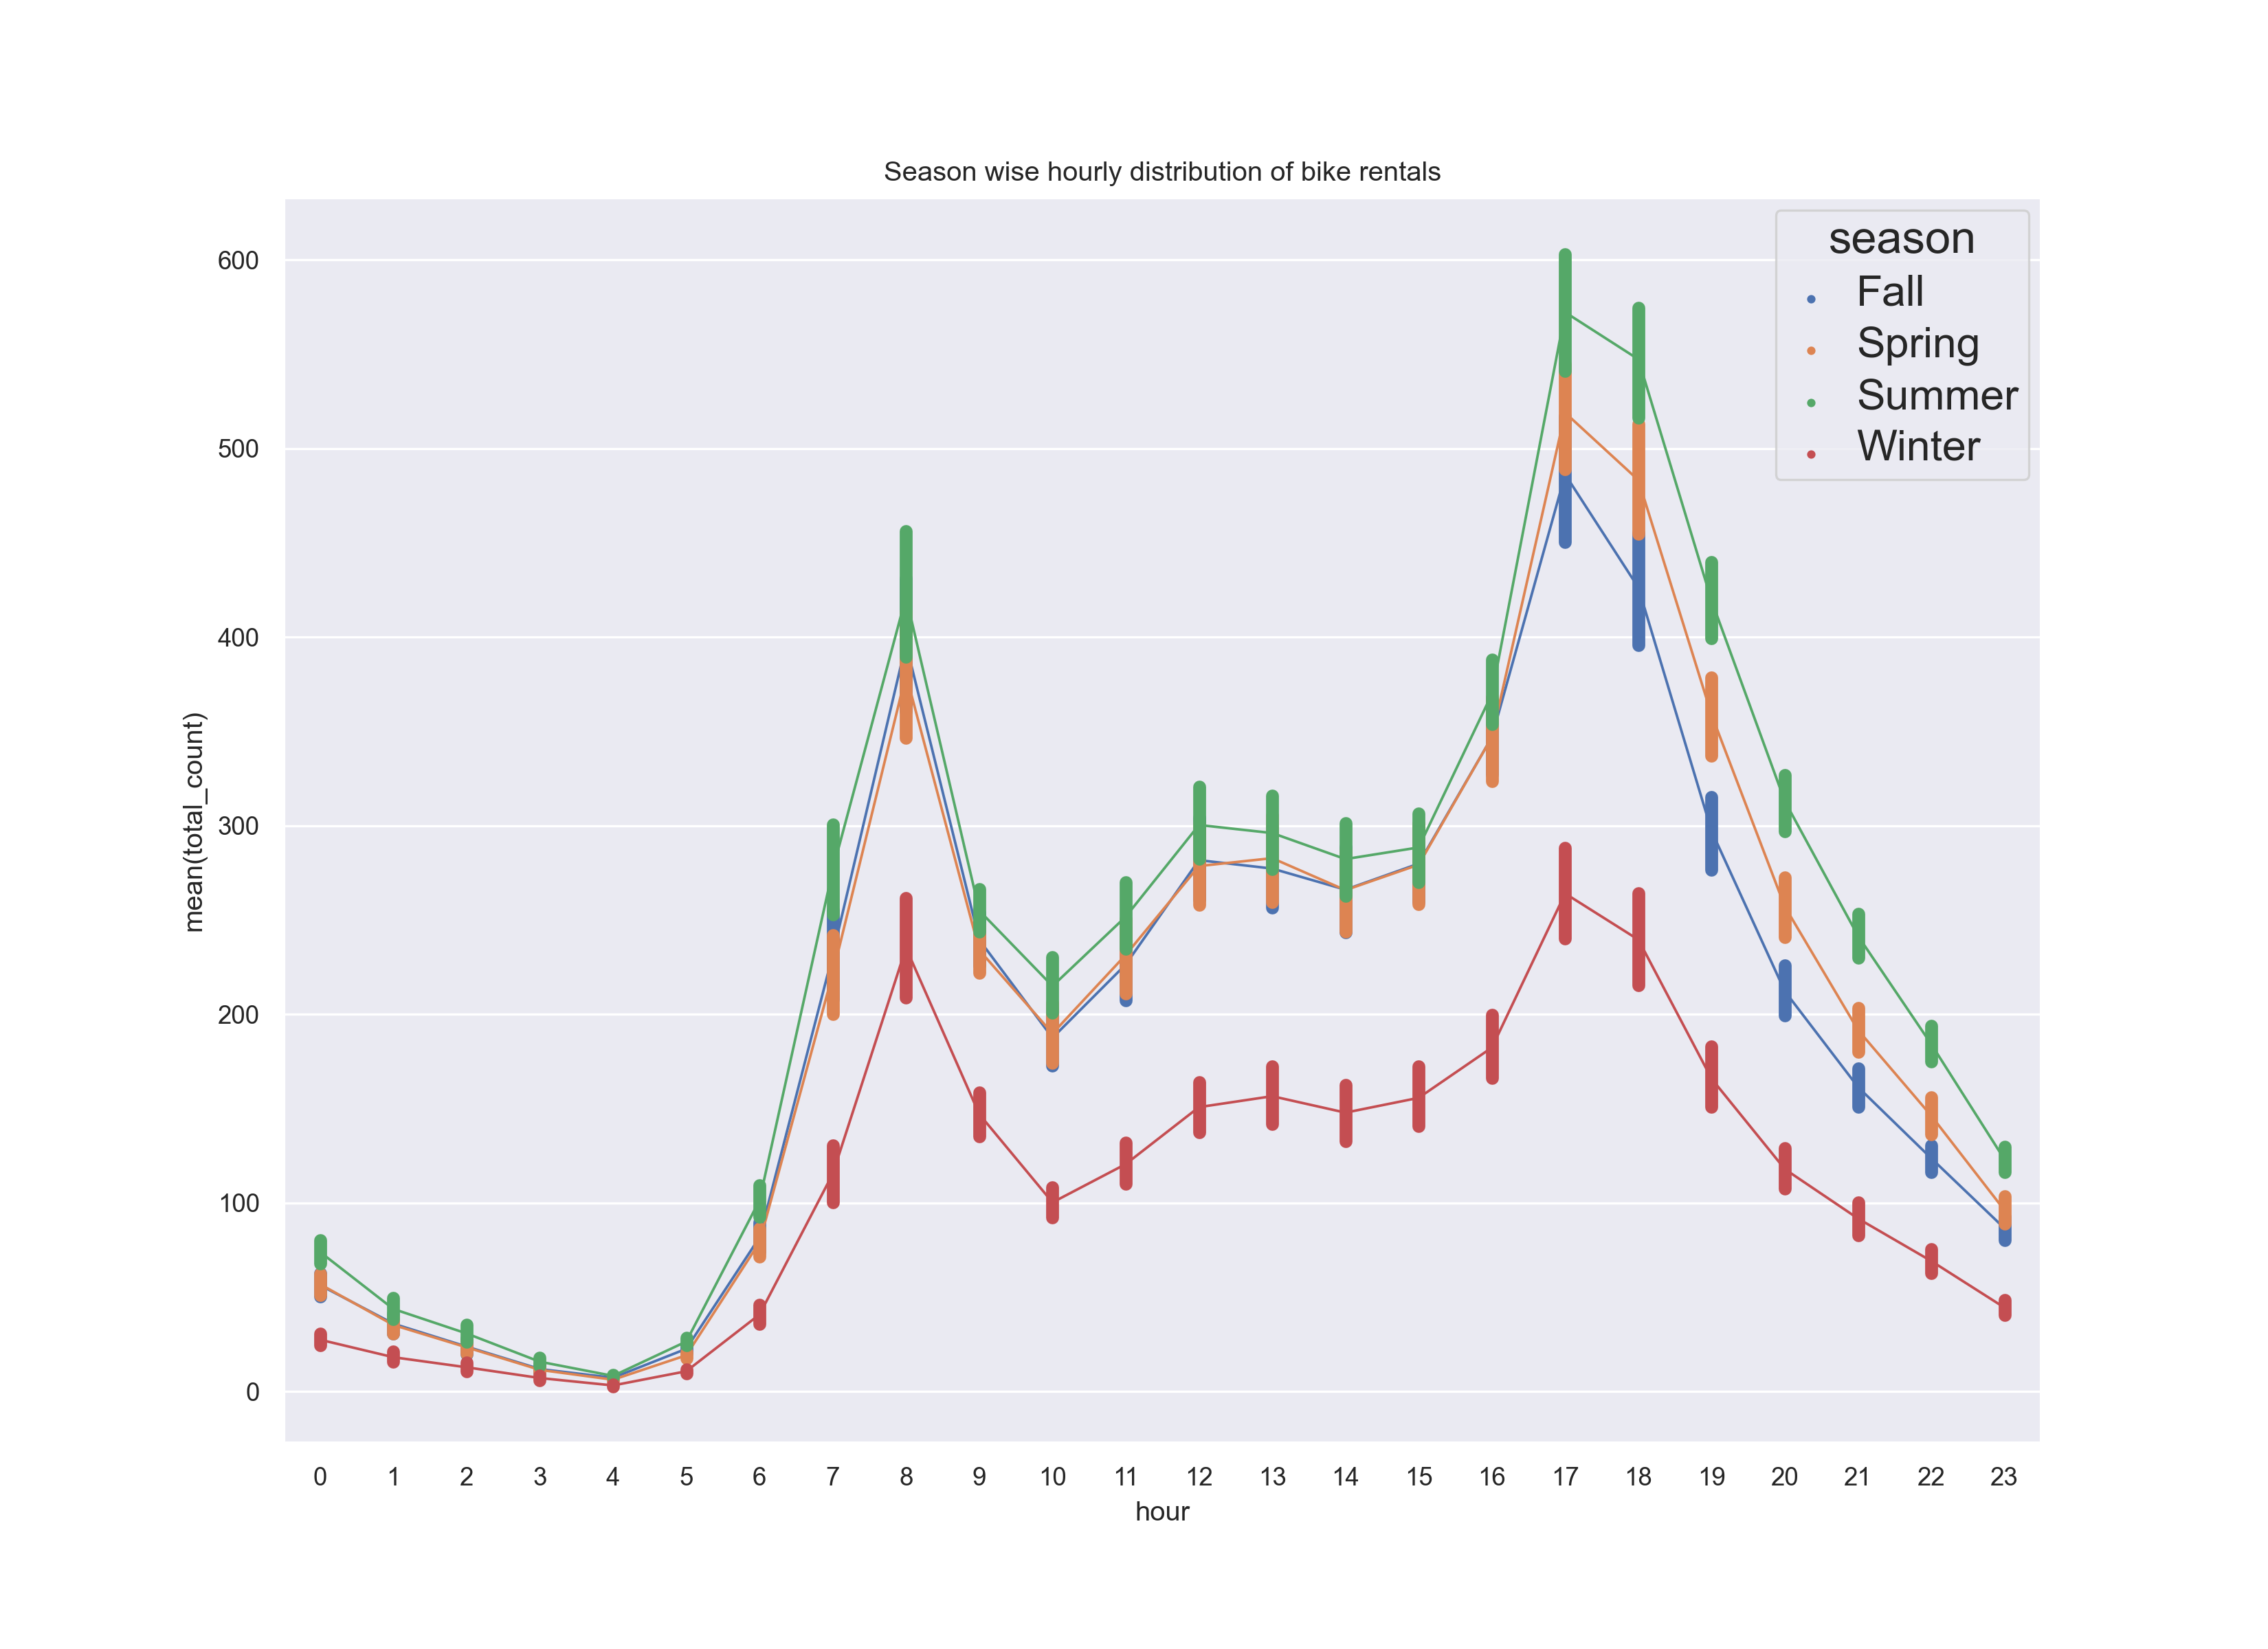 Season wise hourly distribution of bike rentals
season
Fall
Spring
Summer
Winter
mean(total_count)
600
500
400
300
200
100
0
0 1 2 3 4 5 6 7 8 9 10 11 12 13 14 15 16 17 18 19 20 21 22 23
hour